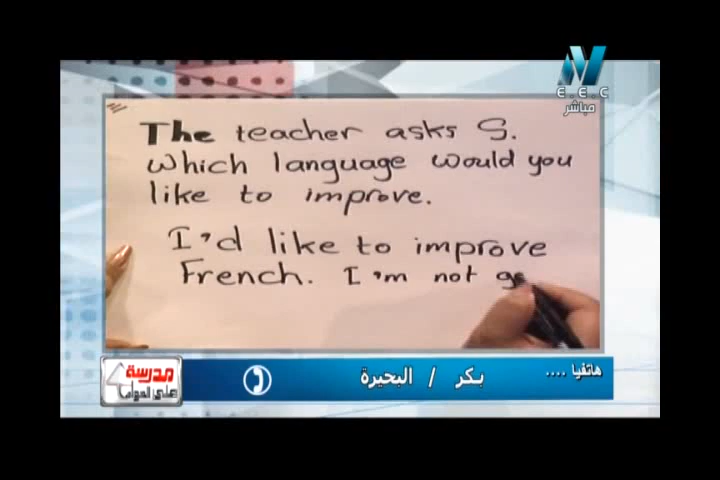 E.E.C
مباشر
The teacher asks S.
Which language would you
like to improve.
I'd like to improve
French. I'm not go
هاتفيا ....
بكر / البحيرة
مدرسة
على الهواء